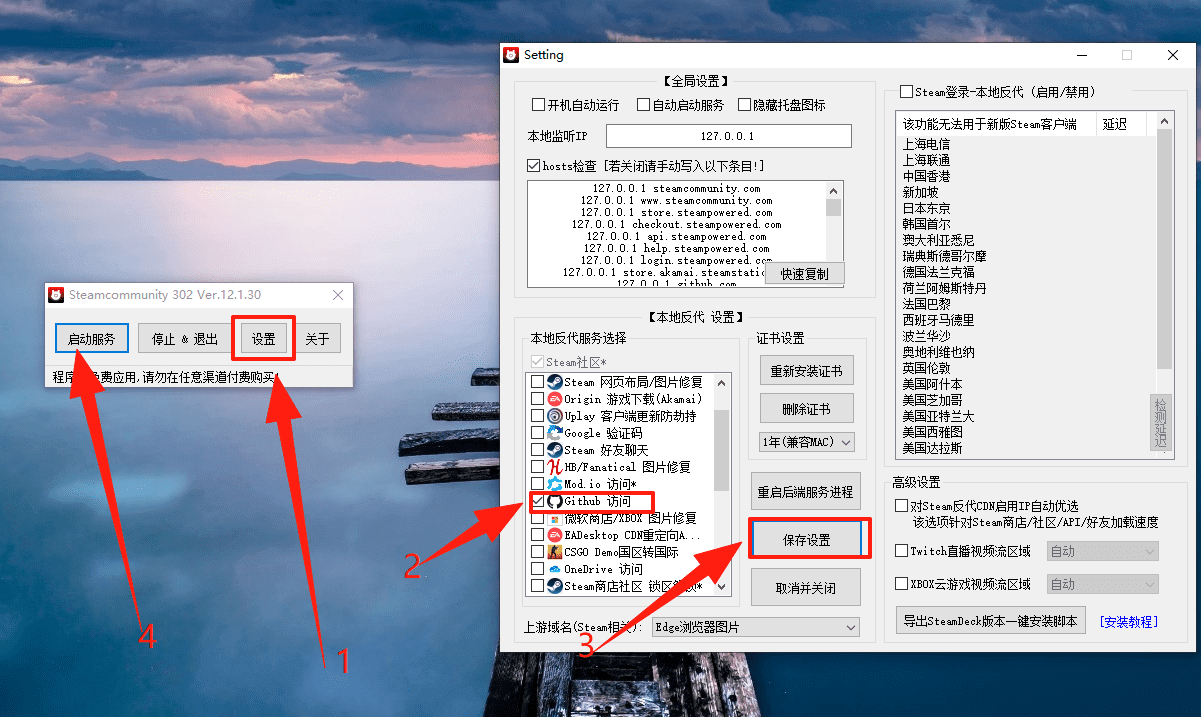 Steamcommunity 302 Ver.12.1.30
启动服务
停止 & 退出
设置
关于
费应用,请勿在任意渠道付费购买
4
1
Setting
【全局设置】
开机自动运行
自动启动服务
隐藏托盘图标
本地监听IP
127.0.0.1
hosts检查 [若关闭请手动写入以下条目!]
127.0.0.1 steamcommunity.com
127.0.0.1 www.steamcommunity.com
127.0.0.1 store.steampowered.com
127.0.0.1 checkout.steampowered.com
127.0.0.1 api.steampowered.com
127.0.0.1 help.steampowered.com
127.0.0.1 login.steampowered.com
127.0.0.1 store.akamai.steamstatic
127.0.0.1 github.com
快速复制
【本地反代 设置】
本地反代服务选择
Steam社区*
Steam 网页布局/图片修复
Origin 游戏下载(Akamai)
Uplay 客户端更新防劫持
Google 验证码
Steam 好友聊天
HB/Fanatical 图片修复
Mod.io 访问*
Github 访问
微软商店/XBOX 图片修复
EADesktop CDN重定向A...
CSGO Demo国区转国际
OneDrive 访问
Steam商店社区 锁区
2
3
证书设置
重新安装证书
删除证书
1年(兼容MAC)
重启后端服务进程
保存设置
取消并关闭
上游域名(Steam相关):
Edge浏览器图片
Steam登录-本地反代 (启用/禁用)
该功能无法用于新版Steam客户端
延迟
上海电信
上海联通
中国香港
新加坡
日本东京
韩国首尔
澳大利亚悉尼
瑞典斯德哥尔摩
德国法兰克福
荷兰阿姆斯特丹
法国巴黎
西班牙马德里
波兰华沙
奥地利维也纳
英国伦敦
美国阿什本
美国芝加哥
美国亚特兰大
美国西雅图
美国达拉斯
检测延迟
高级设置
对Steam反代CDN启用IP自动优选
该选项针对Steam商店/社区/API/好友加载速度
Twitch直播视频流区域
自动
XBOX云游戏视频流区域
自动
导出SteamDeck版本一键安装脚本
[安装教程]